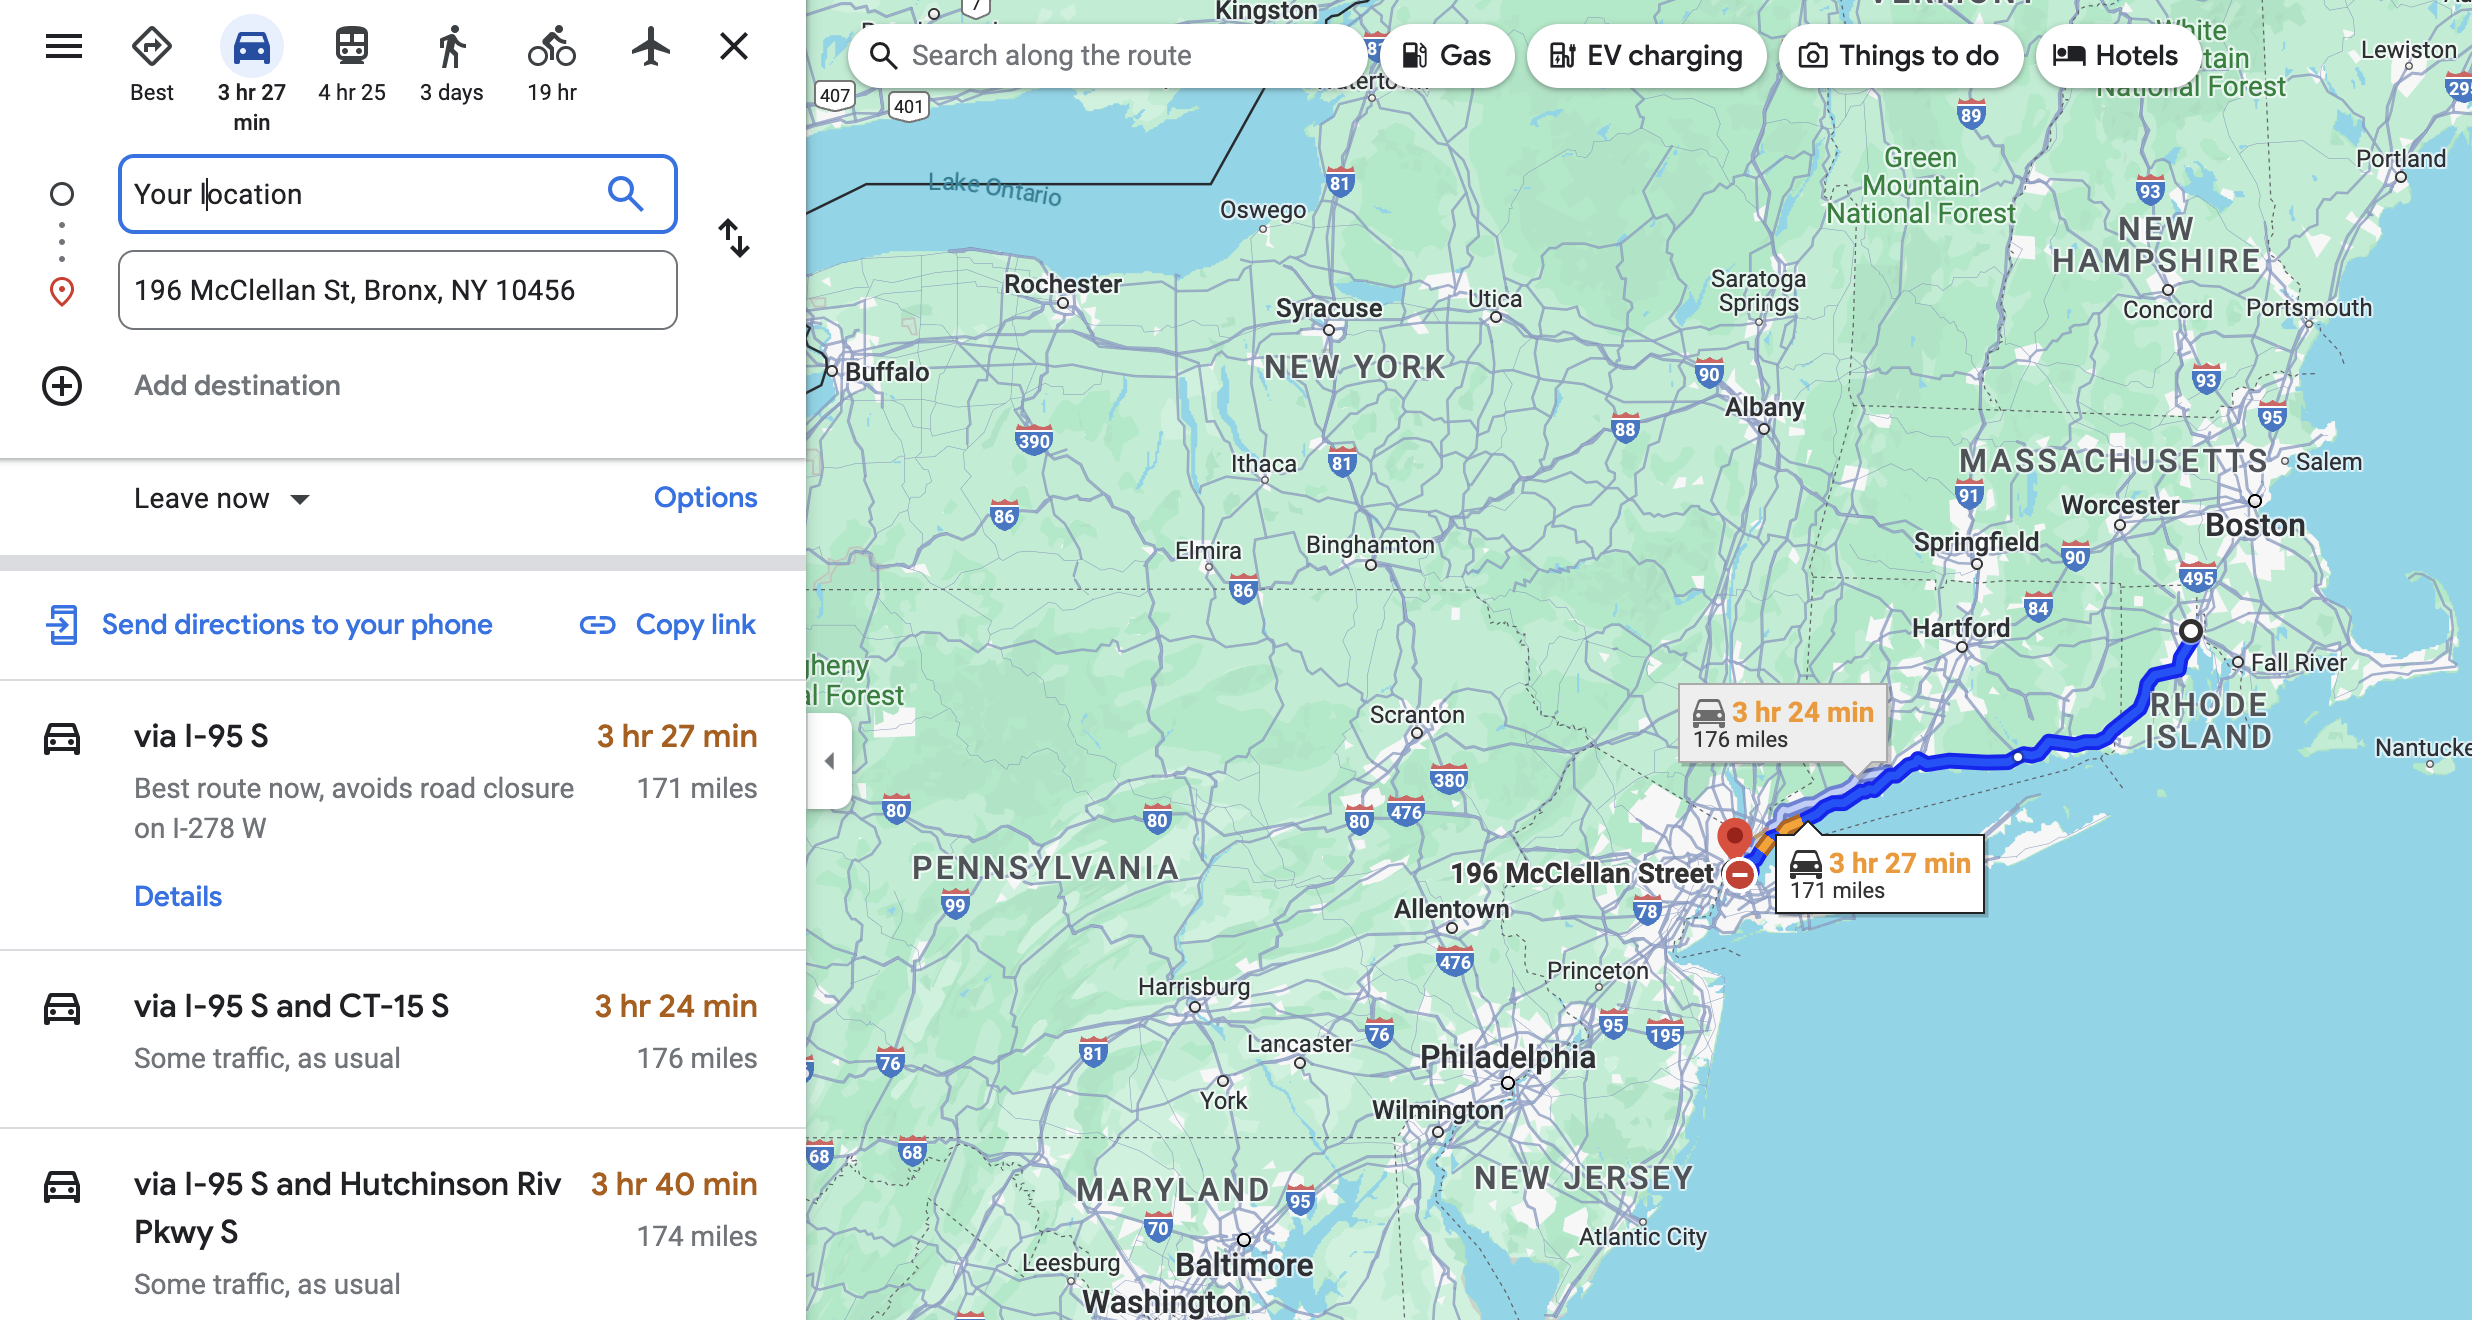 Best
3 hr 27
min
4 hr 25
3 days
19 hr
Your location
196 McClellan St, Bronx, NY 10456
Add destination
Leave now
Options
Send directions to your phone
Copy link
via I-95 S
3 hr 27 min
Best route now, avoids road closure
171 miles
on I-278 W
Details
via I-95 S and CT-15 S
3 hr 24 min
Some traffic, as usual
176 miles
via I-95 S and Hutchinson Riv
3 hr 40 min
Pkwy S
174 miles
Some traffic, as usual
Search along the route
Gas
EV charging
Things to do
Hotels
Kingston
7
407
401
Lake Ontario
81
Oswego
Rochester
Syracuse
Utica
Saratoga
Springs
NEW YORK
Buffalo
90
Albany
88
390
Ithaca
81
86
Elmira
Binghamton
86
Green
Mountain
National Forest
89
Lewiston
Portland
93
NEW
HAMPSHIRE
Concord
Portsmouth
93
95
MASSACHUSETTS
Salem
91
Worcester
Boston
Springfield
90
495
84
Hartford
Fall River
RHODE
ISLAND
Scranton
3 hr 24 min
176 miles
380
80
80
80
476
PENNSYLVANIA
99
196 McClellan Street
3 hr 27 min
171 miles
Allentown
78
476
Princeton
Harrisburg
76
95
195
Lancaster
81
76
Philadelphia
York
Wilmington
68
68
NEW JERSEY
MARYLAND
95
70
Atlantic City
Leesburg
Baltimore
Washington